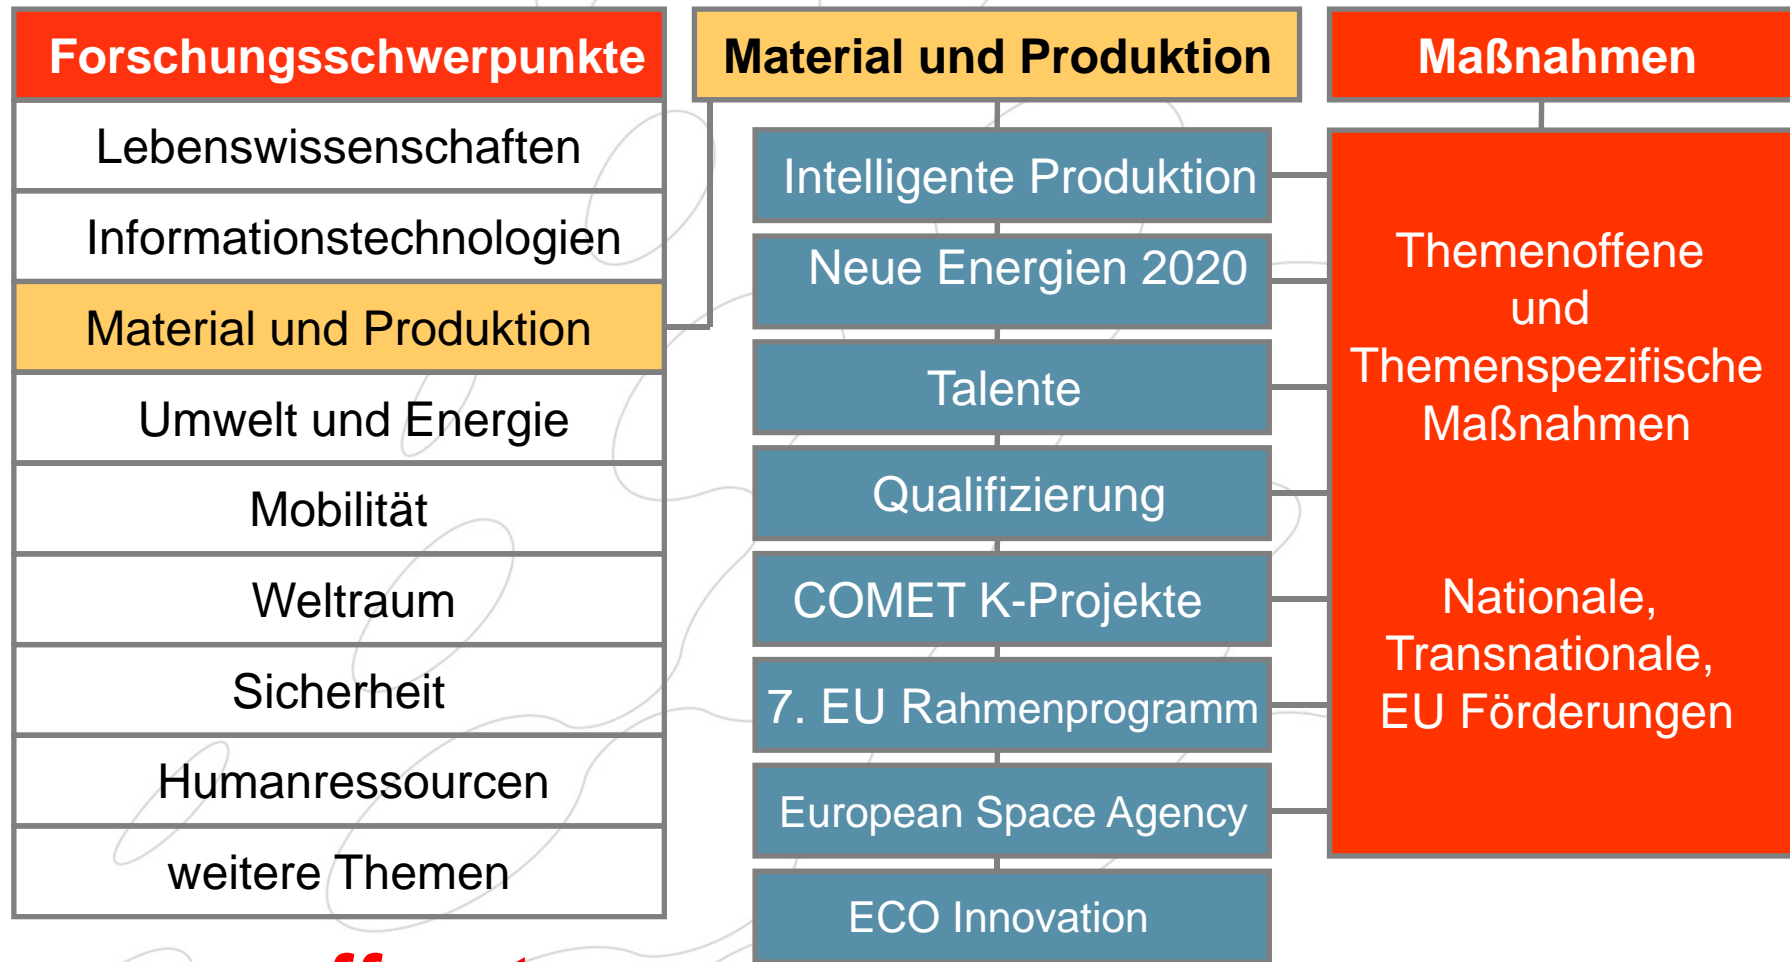 Forschungsschwerpunkte
Lebenswissenschaften
Informationstechnologien
Material und Produktion
Umwelt und Energie
Mobilität
Weltraum
Sicherheit
Humanressourcen
weitere Themen
Material und Produktion
Intelligente Produktion
Neue Energien 2020
Talente
Qualifizierung
COMET K-Projekte
7. EU Rahmenprogramm
European Space Agency
ECO Innovation
Maßnahmen
Themenoffene
und
Themenspezifische
Maßnahmen
Nationale,
Transnationale,
EU Förderungen